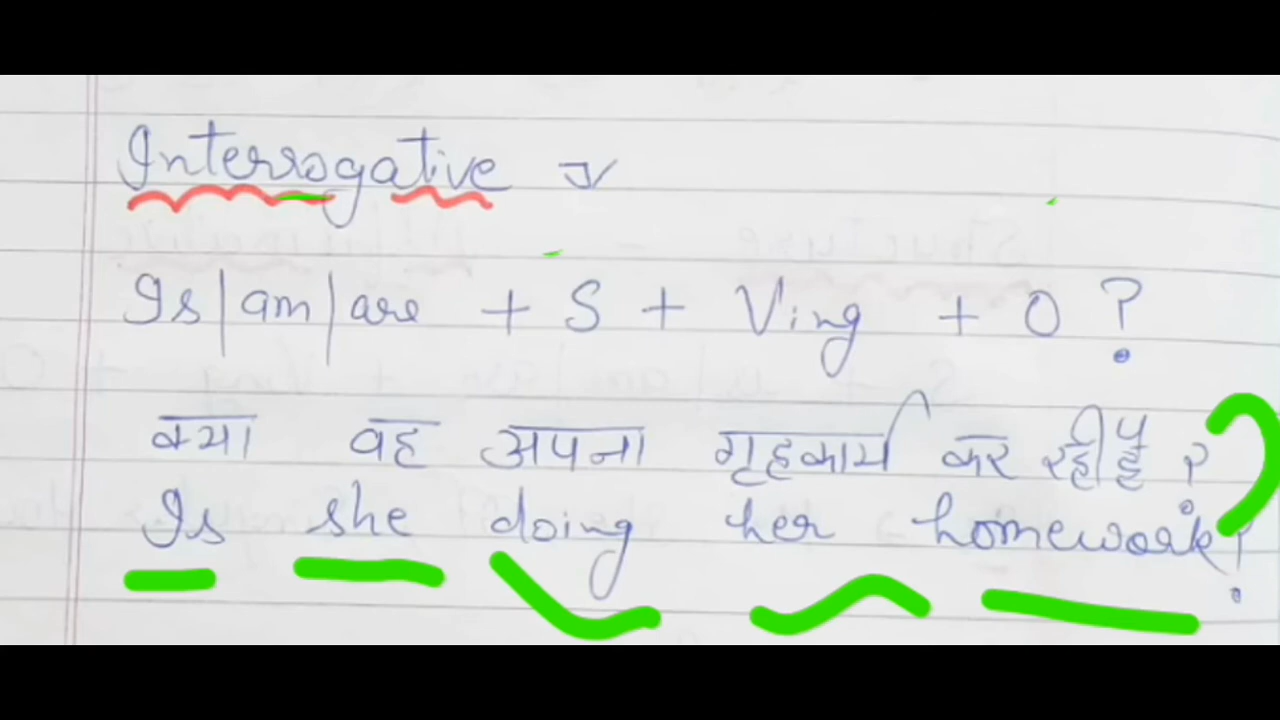 Interrogative
Is|am|are + S + Ving + O ?
क्या वह अपना गृहकार्य कर रही है ?
Is she doing her homework?